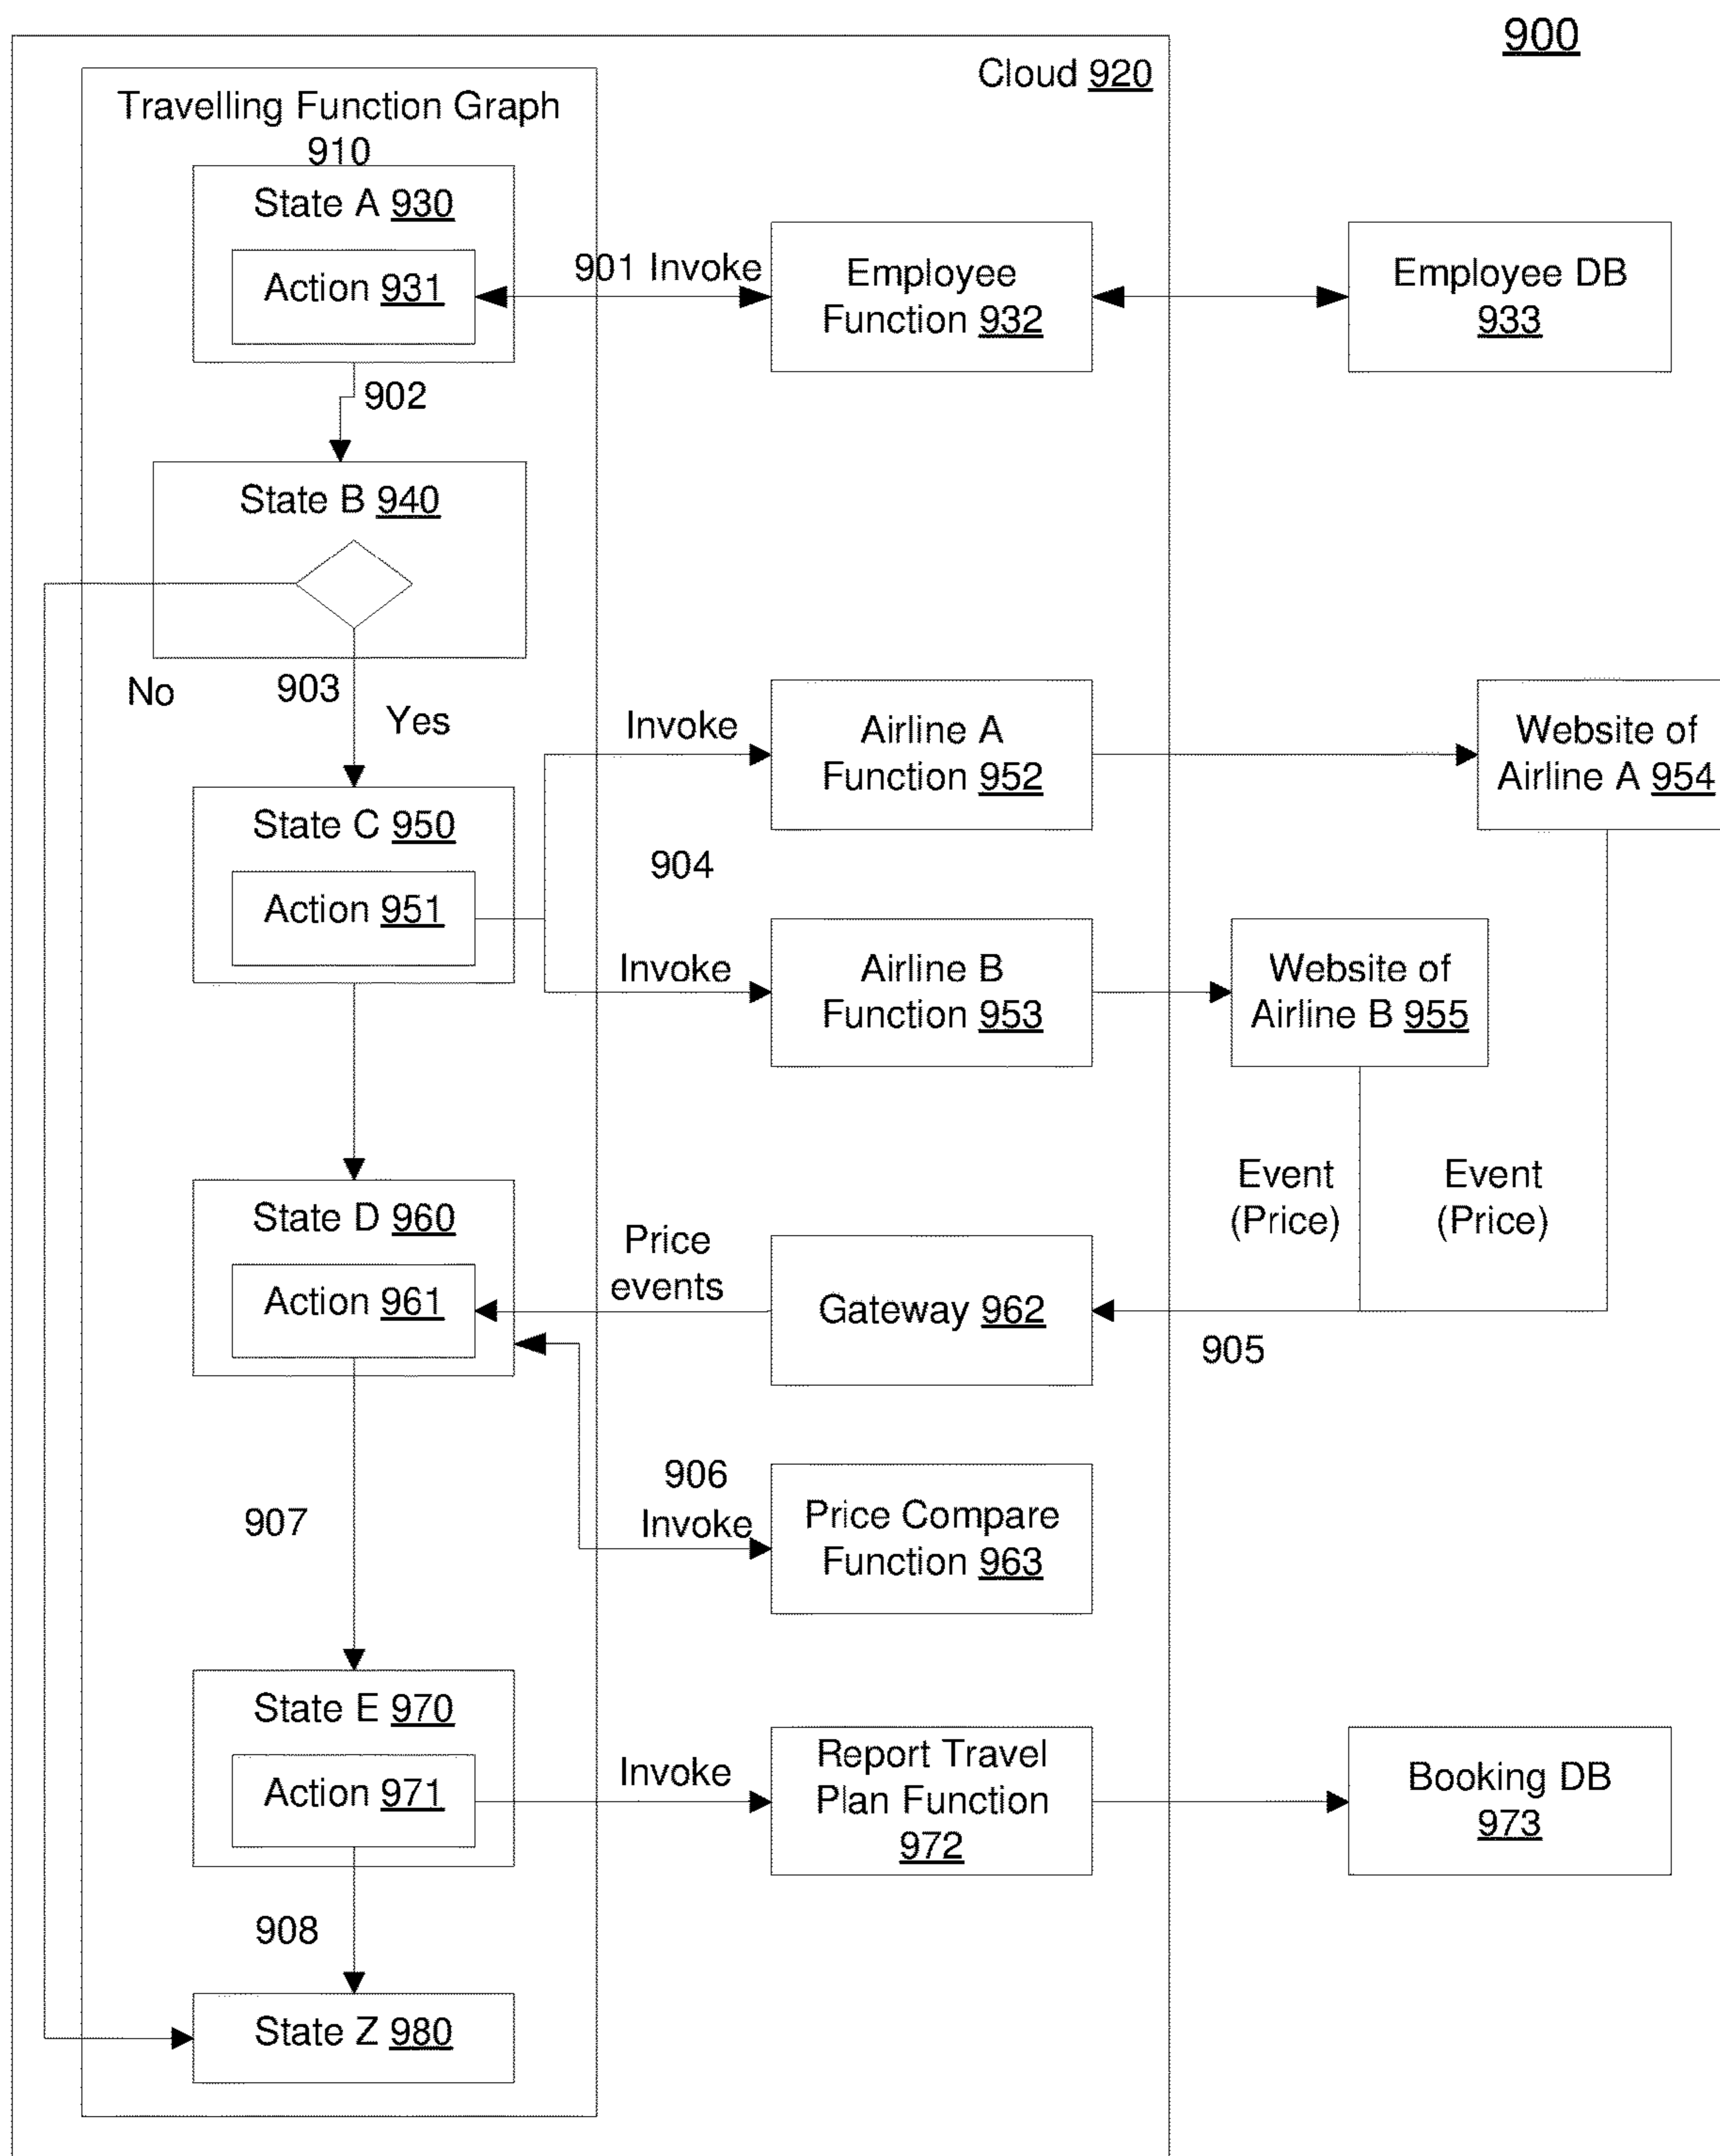 900
Cloud 920
Travelling Function Graph
910
State A 930
Action 931
901 Invoke
Employee
Function 932
Employee DB
933
902
State B 940
No
903
Yes
Invoke
Airline A
Function 952
Website of
Airline A 954
State C 950
Action 951
904
Invoke
Airline B
Function 953
Website of
Airline B 955
Event
(Price)
Event
(Price)
State D 960
Action 961
Price
events
Gateway 962
905
906
Invoke
Price Compare
Function 963
907
State E 970
Action 971
Invoke
Report Travel
Plan Function
972
Booking DB
973
908
State Z 980